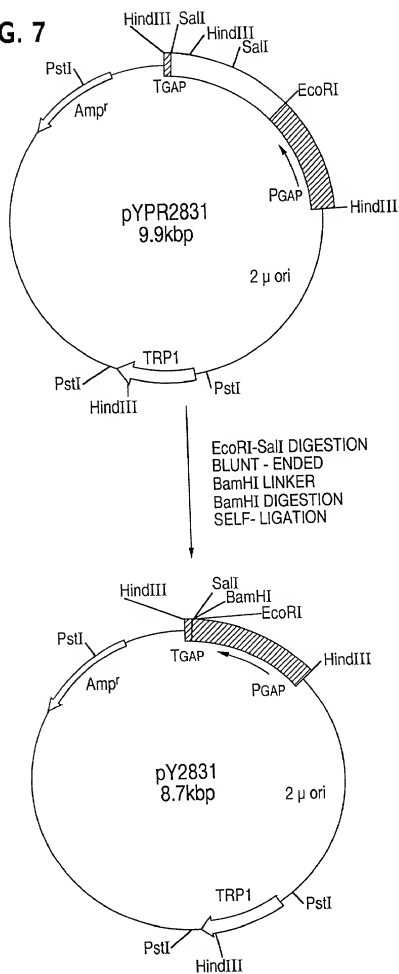 G. 7
HindIII
SalI
HindIII
SalI
PstI
Ampr
TGAP
EcoRI
PGAP
HindIII
pYPR2831
9.9kbp
2 μ ori
TRP1
PstI
HindIII
PstI
EcoRI-SalI DIGESTION
BLUNT - ENDED
BamHI LINKER
BamHI DIGESTION
SELF- LIGATION
HindIII
SalI
BamHI
EcoRI
PstI
Ampr
TGAP
PGAP
HindIII
pY2831
8.7kbp
2 μ ori
TRP1
PstI
PstI
HindIII